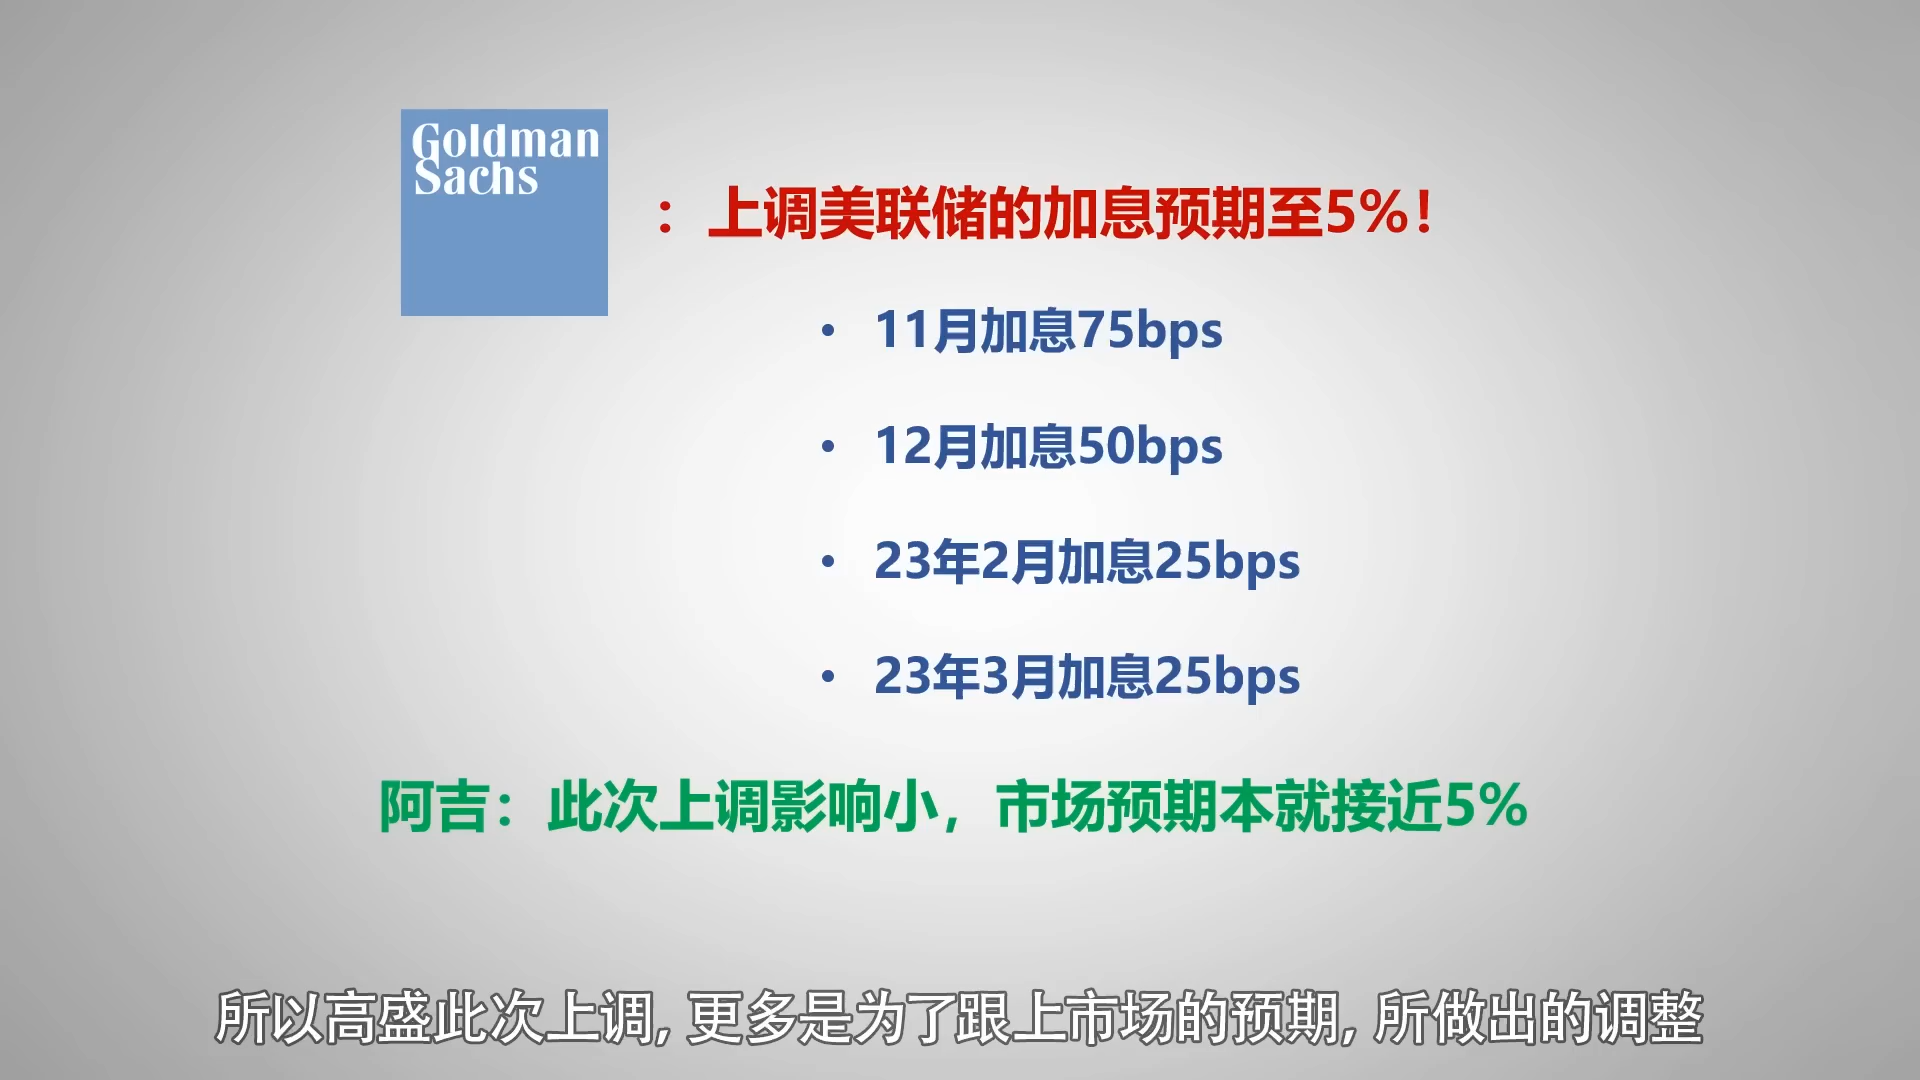 Goldman
Sachs
：上调美联储的加息预期至5%！
• 11月加息75bps
• 12月加息50bps
• 23年2月加息25bps
• 23年3月加息25bps
阿吉：此次上调影响小，市场预期本就接近5%
所以高盛此次上调, 更多是为了跟上市场的预期, 所做出的调整